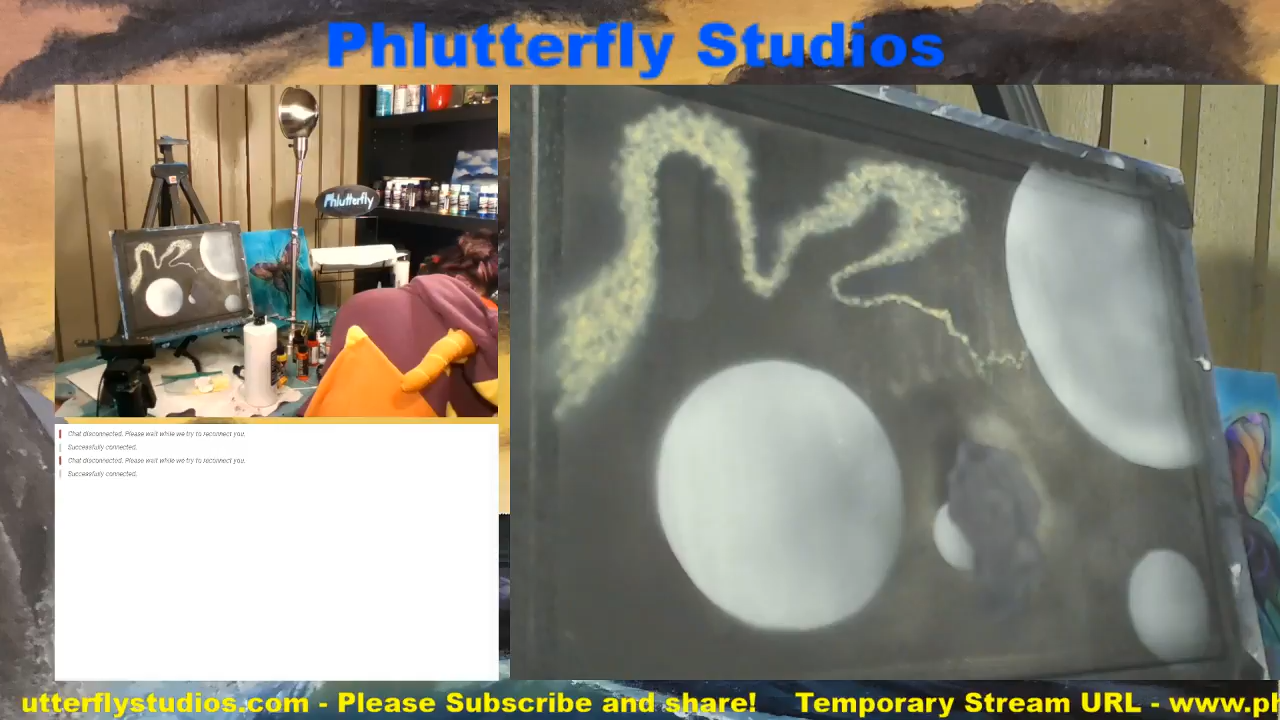 Phlutterfly Studios
Phlutterfly
Chat disconnected. Please wait while we try to reconnect you.
Successfully connected.
Chat disconnected. Please wait while we try to reconnect you.
Successfully connected.
utterflystudios.com - Please Subscribe and share! Temporary Stream URL - www.ph